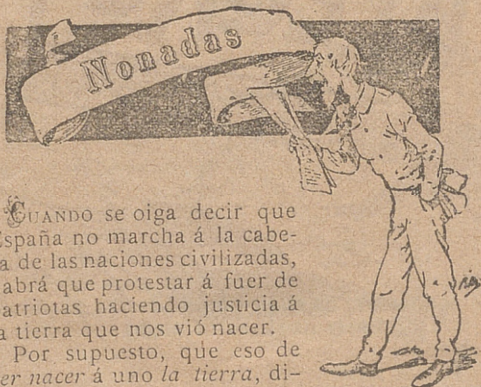 Nonadas
CUANDO se oiga decir que
España no marcha á la cabe-
a de las naciones civilizadas,
abrá que protestar á fuer de
atriotas haciendo justicia á
a tierra que nos vió nacer.
Por supuesto, que eso de
er nacer á uno la tierra, di-